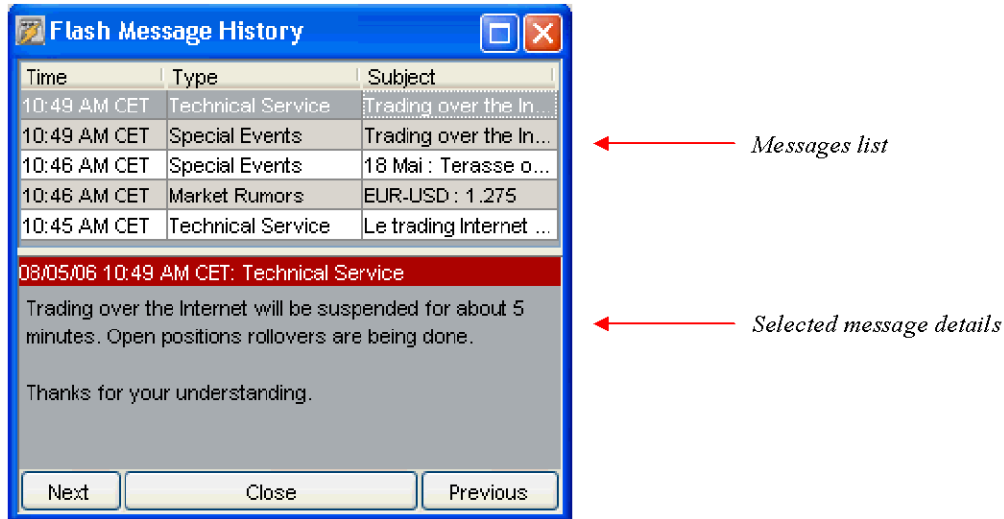 Flash Message History
Time Type Subject
10:49 AM CET Technical Service Trading over the In...
10:49 AM CET Special Events Trading over the In...
10:46 AM CET Special Events 18 Mai : Terasse o...
10:46 AM CET Market Rumors EUR-USD : 1.275
10:45 AM CET Technical Service Le trading Internet ...
Messages list
08/05/06 10:49 AM CET: Technical Service
Trading over the Internet will be suspended for about 5
minutes. Open positions rollovers are being done.
Thanks for your understanding.
Selected message details
Next Close Previous